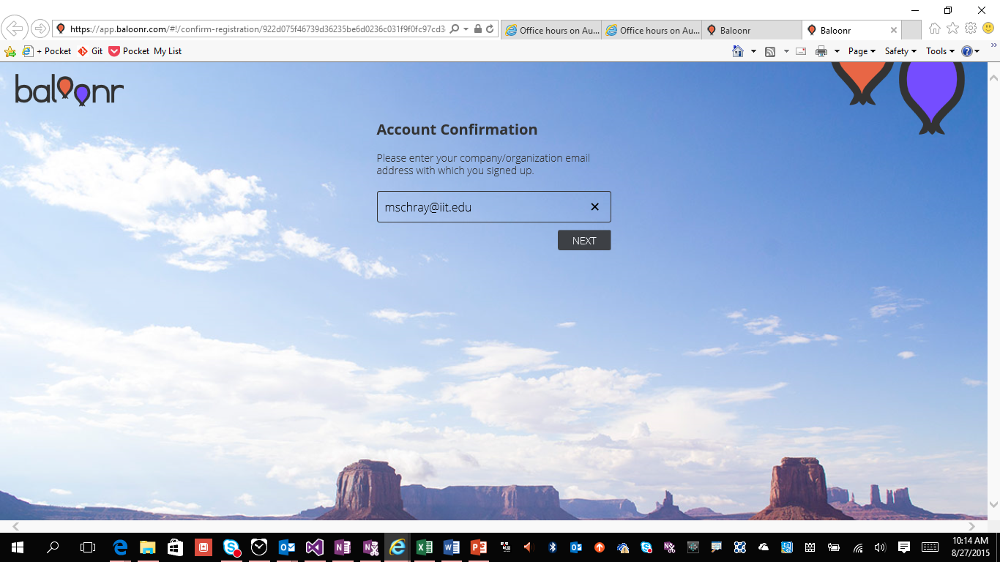 https://app.baloonr.com/#!/confirm-registration/922d075f46739d36235be6d0236c031f9f0fc97cd3
Office hours on Au...
Office hours on Au...
Baloonr
Baloonr
+ Pocket
Git
Pocket My List
Page
Safety
Tools
baloonr
Account Confirmation
Please enter your company/organization email
address with which you signed up.
mschray@iit.edu
NEXT
10:14 AM
8/27/2015